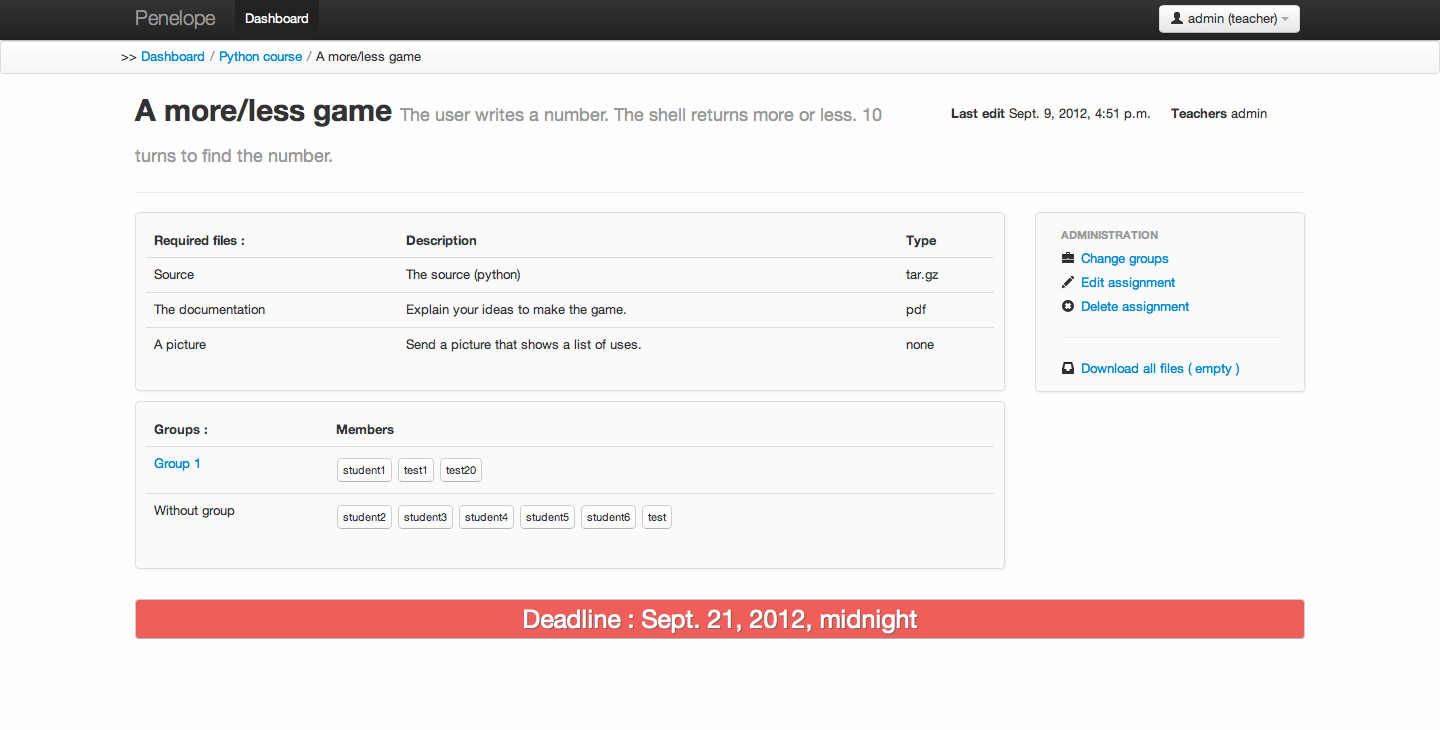 Penelope Dashboard admin (teacher)
>> Dashboard / Python course / A more/less game
A more/less game The user writes a number. The shell returns more or less. 10
turns to find the number.
Last edit Sept. 9, 2012, 4:51 p.m. Teachers admin
Required files : Description Type
Source The source (python) tar.gz
The documentation Explain your ideas to make the game. pdf
A picture Send a picture that shows a list of uses. none
ADMINISTRATION
Change groups
Edit assignment
Delete assignment
Download all files ( empty )
Groups : Members
Group 1 student1 test1 test20
Without group student2 student3 student4 student5 student6 test
Deadline : Sept. 21, 2012, midnight